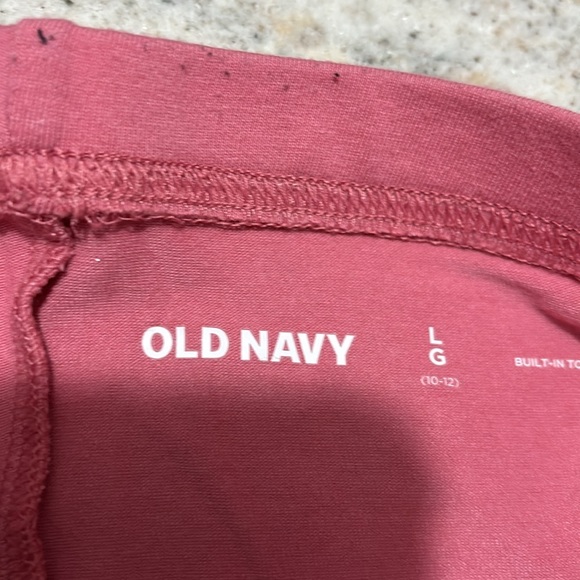 OLD NAVY
L
G
(10-12)
BUILT-IN